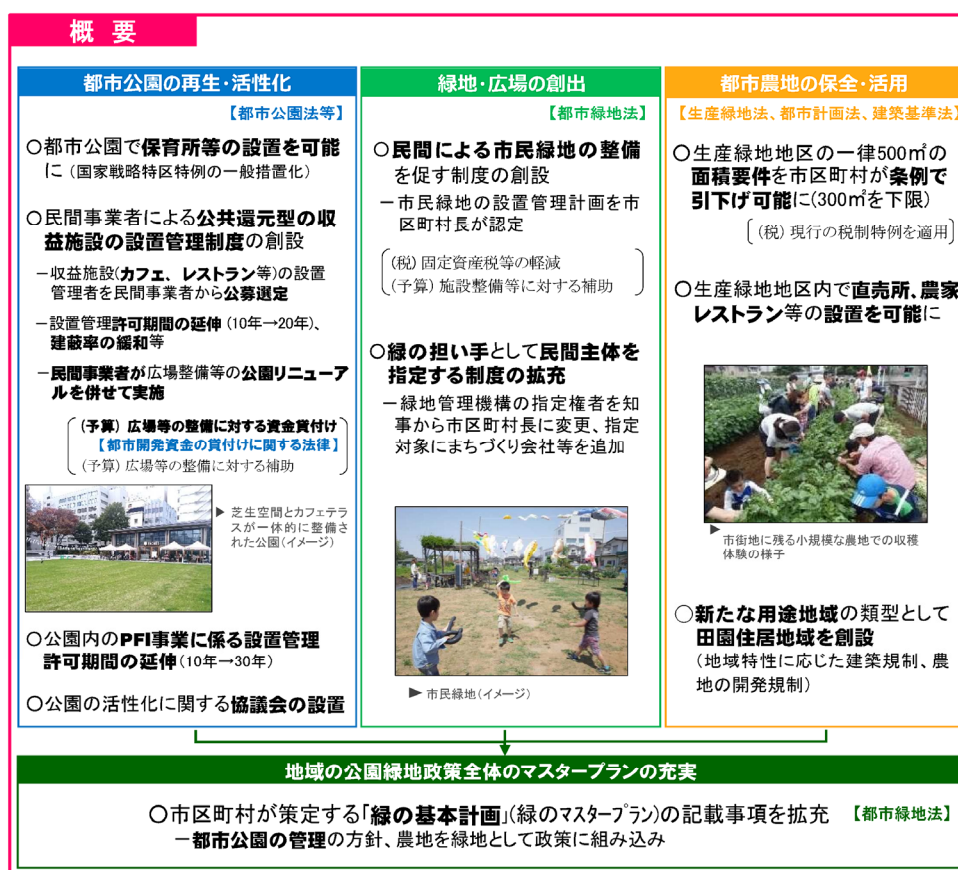 概 要
都市公園の再生・活性化
【都市公園法等】
○都市公園で保育所等の設置を可能
に（国家戦略特区特例の一般措置化）
○民間事業者による公共還元型の収
益施設の設置管理制度の創設
－収益施設(カフェ、レストラン等)の設置
管理者を民間事業者から公募選定
－設置管理許可期間の延伸（10年→20年）、
建蔽率の緩和等
－民間事業者が広場整備等の公園リニューア
ルを併せて実施
（予算）広場等の整備に対する資金貸付け
【都市開発資金の貸付けに関する法律】
（予算）広場等の整備に対する補助
▶ 芝生空間とカフェテラ
スが一体的に整備さ
れた公園(イメージ)
○公園内のPFI事業に係る設置管理
許可期間の延伸（10年→30年）
○公園の活性化に関する協議会の設置
緑地・広場の創出
【都市緑地法】
○民間による市民緑地の整備
を促す制度の創設
－市民緑地の設置管理計画を市
区町村長が認定
（税）固定資産税等の軽減
（予算）施設整備等に対する補助
○緑の担い手として民間主体を
指定する制度の拡充
－緑地管理機構の指定権者を知
事から市区町村長に変更、指定
対象にまちづくり会社等を追加
▶ 市民緑地(イメージ)
都市農地の保全・活用
【生産緑地法、都市計画法、建築基準法】
○生産緑地地区の一律500㎡の
面積要件を市区町村が条例で
引下げ可能に(300㎡を下限)
（税）現行の税制特例を適用
○生産緑地地区内で直売所、農家
レストラン等の設置を可能に
▶ 市街地に残る小規模な農地での収穫
体験の様子
○新たな用途地域の類型として
田園住居地域を創設
（地域特性に応じた建築規制、農
地の開発規制）
地域の公園緑地政策全体のマスタープランの充実
○市区町村が策定する「緑の基本計画」(緑のマスタープラン)の記載事項を拡充 【都市緑地法】
－都市公園の管理の方針、農地を緑地として政策に組み込み